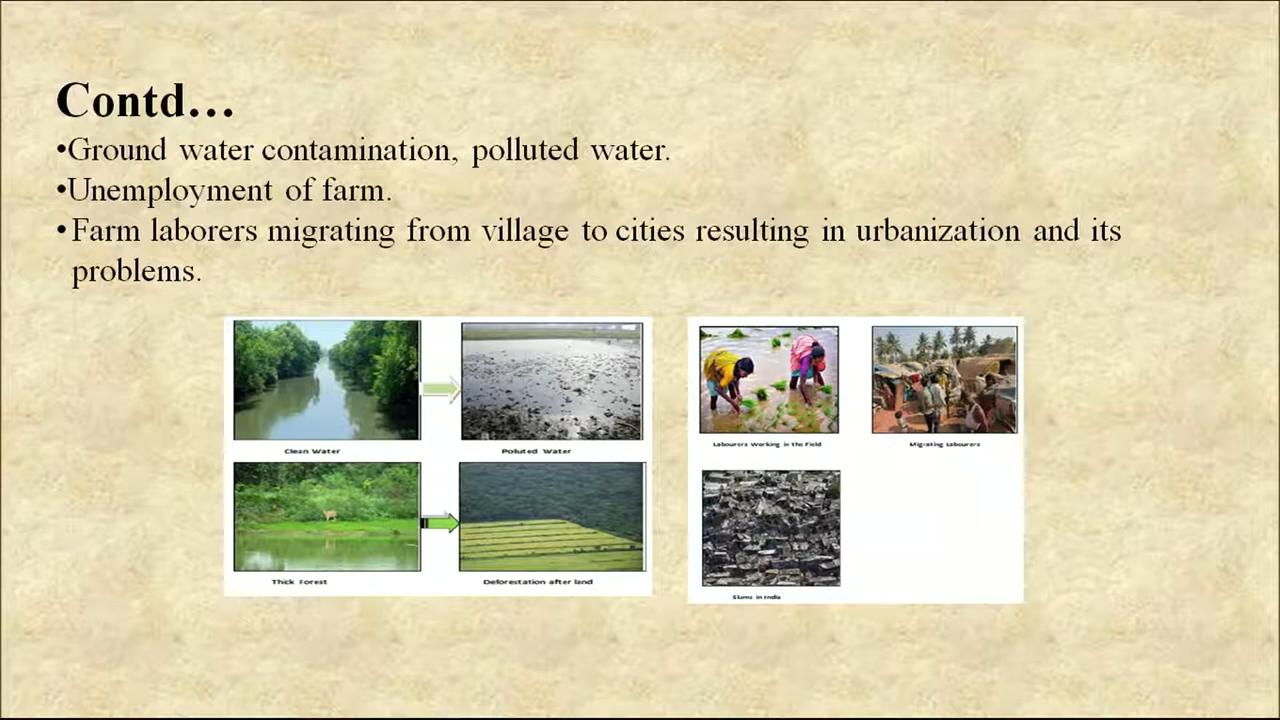 Contd…
•Ground water contamination, polluted water.
•Unemployment of farm.
•Farm laborers migrating from village to cities resulting in urbanization and its
problems.
Clean Water
Polluted Water
Thick Forest
Deforestation after land
Labourers Working in the Field
Migrating Labourers
Slums in India